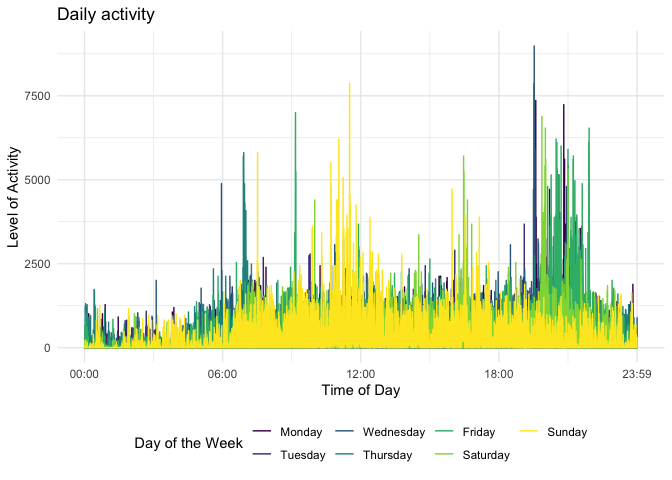 Daily activity
Level of Activity
7500
5000
2500
0
00:00
06:00
12:00
18:00
23:59
Time of Day
Day of the Week
Monday
Wednesday
Friday
Sunday
Tuesday
Thursday
Saturday